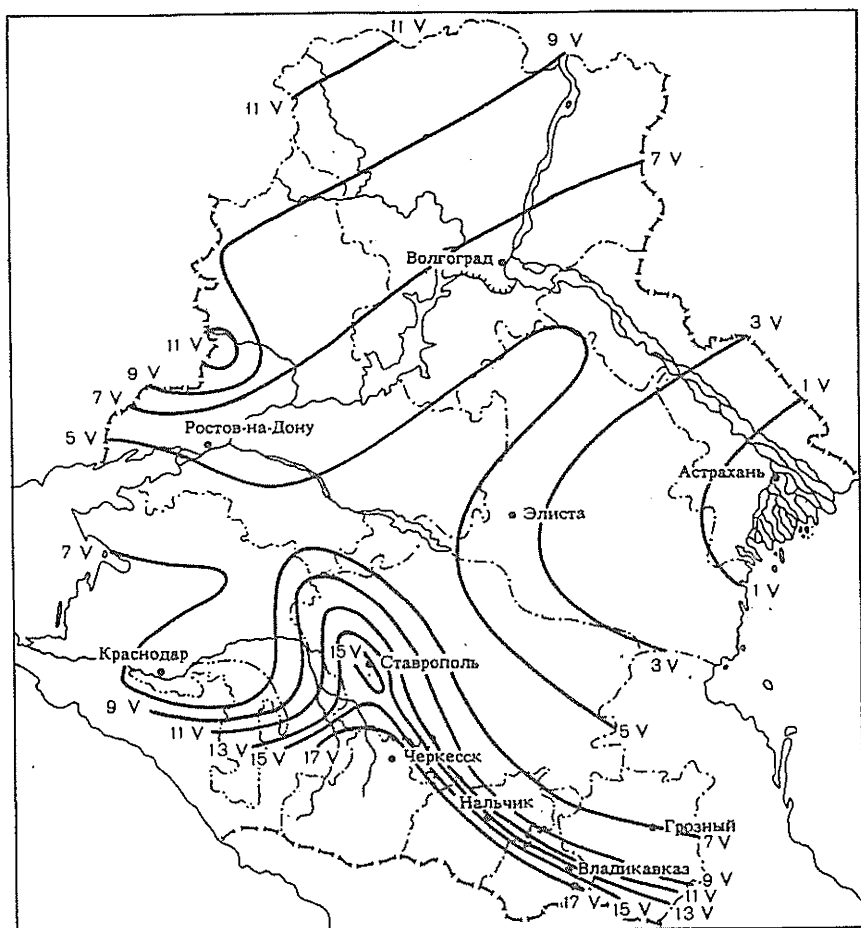 11 V
9 V
11 V
7 V
Волгоград
3 V
11 V
9 V
1 V
7 V
5 V
Ростов-на-Дону
Астрахань
Элиста
7 V
1 V
Краснодар
15 V
Ставрополь
3 V
9 V
11 V
5 V
13 V
15 V
17 V
Черкесск
Нальчик
Грозный
7 V
Владикавказ
9 V
11 V
17 V
15 V
13 V